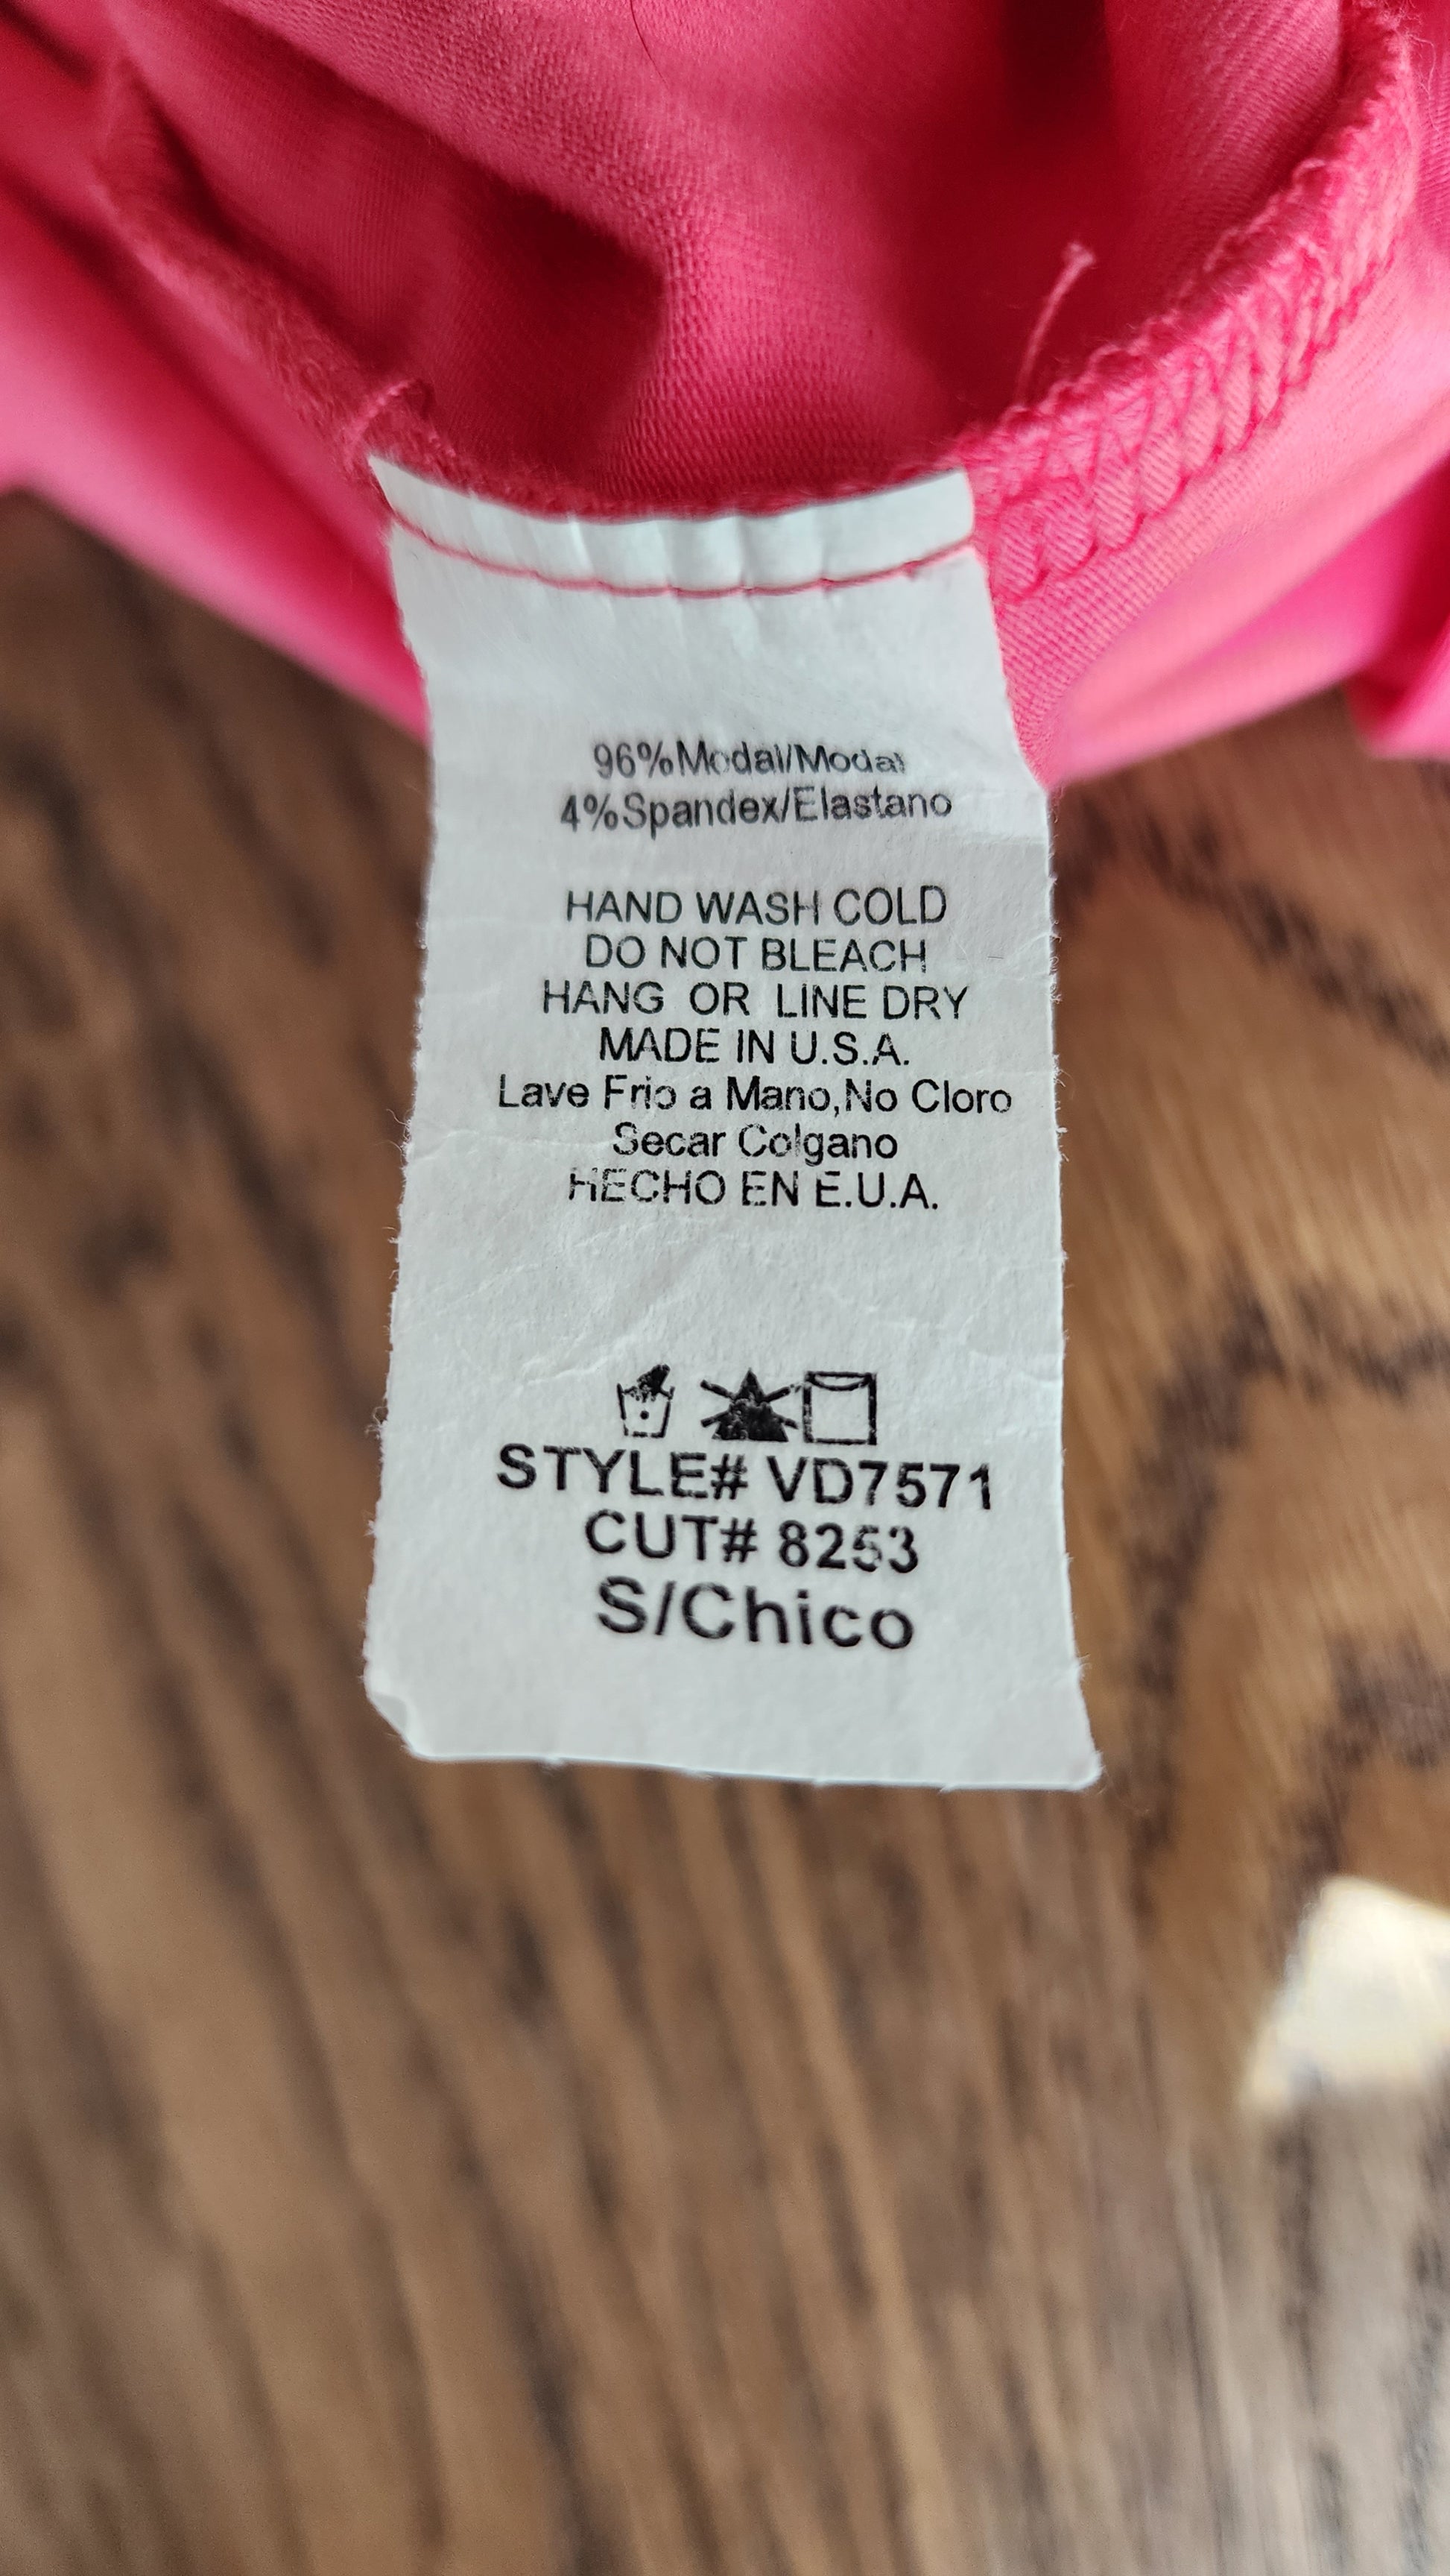 96%Modal/Modal
4%Spandex/Elastano
HAND WASH COLD
DO NOT BLEACH
HANG OR LINE DRY
MADE IN U.S.A.
Lave Frio a Mano,No Cloro
Secar Colgano
HECHO EN E.U.A.
STYLE# VD7571
CUT# 8253
S/Chico